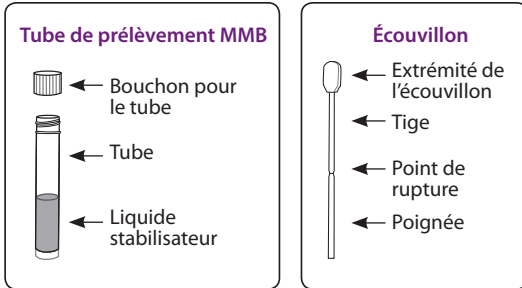 Tube de prélèvement MMB
Bouchon pour
le tube
Tube
Liquide
stabilisateur
Écouvillon
Extrémité de
l’écouvillon
Tige
Point de
rupture
Poignée